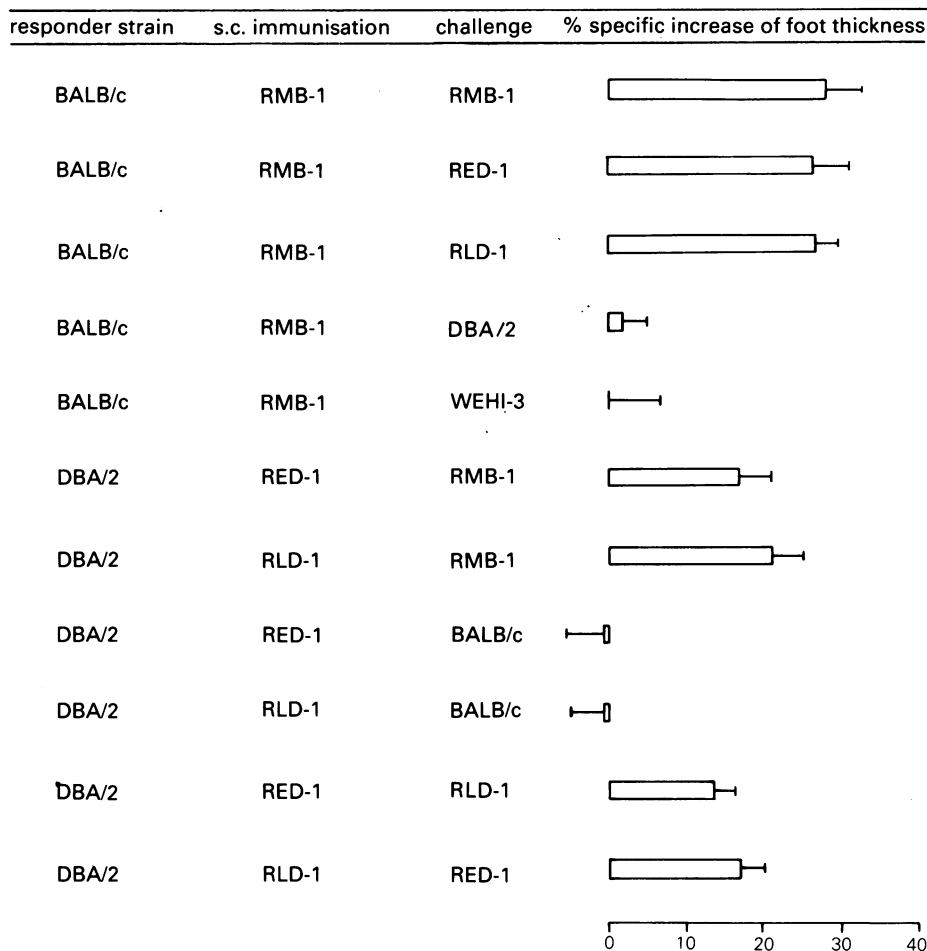 responder strain s.c. immunisation challenge % specific increase of foot thickness
BALB/c RMB-1 RMB-1
BALB/c RMB-1 RED-1
BALB/c RMB-1 RLD-1
BALB/c RMB-1 DBA/2
BALB/c RMB-1 WEHI-3
DBA/2 RED-1 RMB-1
DBA/2 RLD-1 RMB-1
DBA/2 RED-1 BALB/c
DBA/2 RLD-1 BALB/c
DBA/2 RED-1 RLD-1
DBA/2 RLD-1 RED-1
0 10 20 30 40